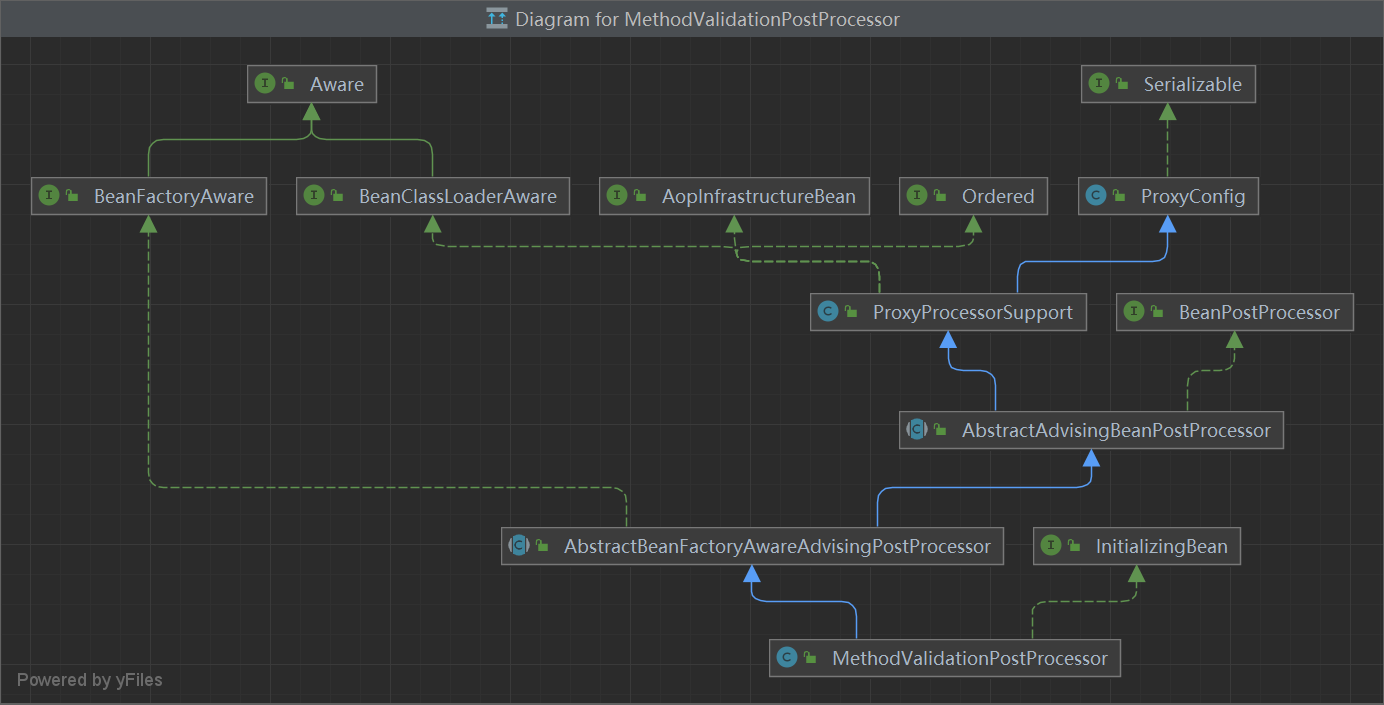 Diagram for MethodValidationPostProcessor
I Aware
I Serializable
I BeanFactoryAware
I BeanClassLoaderAware
I AopInfrastructureBean
I Ordered
C ProxyConfig
C ProxyProcessorSupport
I BeanPostProcessor
C AbstractAdvisingBeanPostProcessor
C AbstractBeanFactoryAwareAdvisingPostProcessor
I InitializingBean
C MethodValidationPostProcessor
Powered by yFiles